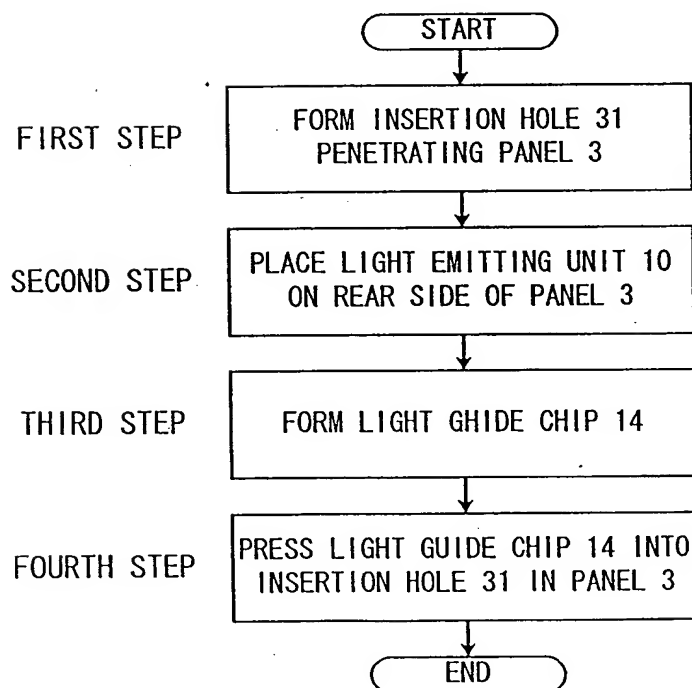 START
FIRST STEP
FORM INSERTION HOLE 31
PENETRATING PANEL 3
SECOND STEP
PLACE LIGHT EMITTING UNIT 10
ON REAR SIDE OF PANEL 3
THIRD STEP
FORM LIGHT GHIDE CHIP 14
FOURTH STEP
PRESS LIGHT GUIDE CHIP 14 INTO
INSERTION HOLE 31 IN PANEL 3
END